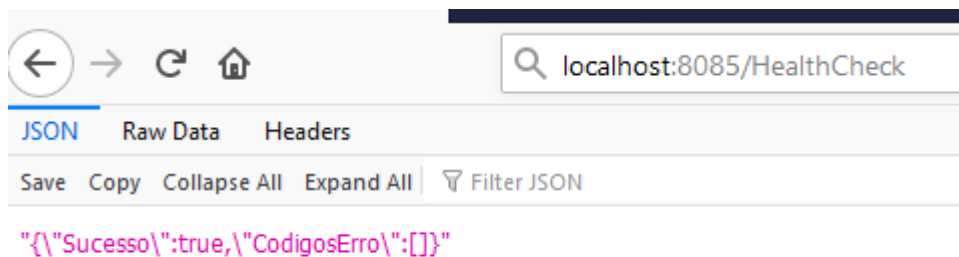 localhost:8085/HealthCheck
JSON Raw Data Headers
Save Copy Collapse All Expand All Filter JSON
"{\"Sucesso\":true,\"CodigosErro\":[]}"